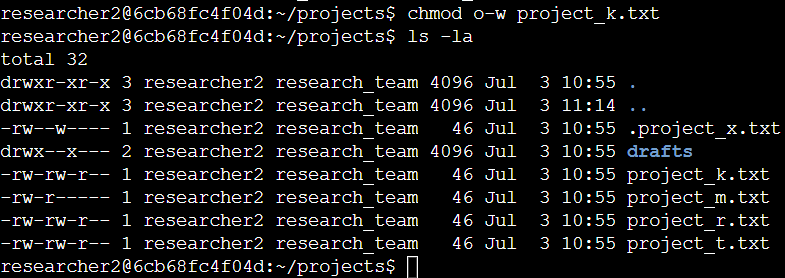 researcher2@6cb68fc4f04d:~/projects$ chmod o-w project_k.txt
researcher2@6cb68fc4f04d:~/projects$ ls -la
total 32
drwxr-xr-x 3 researcher2 research_team 4096 Jul  3 10:55 .
drwxr-xr-x 3 researcher2 research_team 4096 Jul  3 11:14 ..
-rw--w---- 1 researcher2 research_team   46 Jul  3 10:55 .project_x.txt
drwx--x--- 2 researcher2 research_team 4096 Jul  3 10:55 drafts
-rw-rw-r-- 1 researcher2 research_team   46 Jul  3 10:55 project_k.txt
-rw-r----- 1 researcher2 research_team   46 Jul  3 10:55 project_m.txt
-rw-rw-r-- 1 researcher2 research_team   46 Jul  3 10:55 project_r.txt
-rw-rw-r-- 1 researcher2 research_team   46 Jul  3 10:55 project_t.txt
researcher2@6cb68fc4f04d:~/projects$